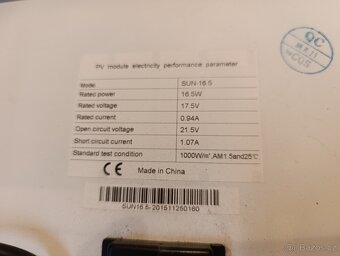 PV module electricity performance parameter
Model SUN-16.5
Rated power 16.5W
Rated voltage 17.5V
Rated current 0.94A
Open circuit voltage 21.5V
Short circuit current 1.07A
Standard test condition 1000W/m²,AM1.5and25℃
CE Made in China
SUN16.5-201511250160
QC